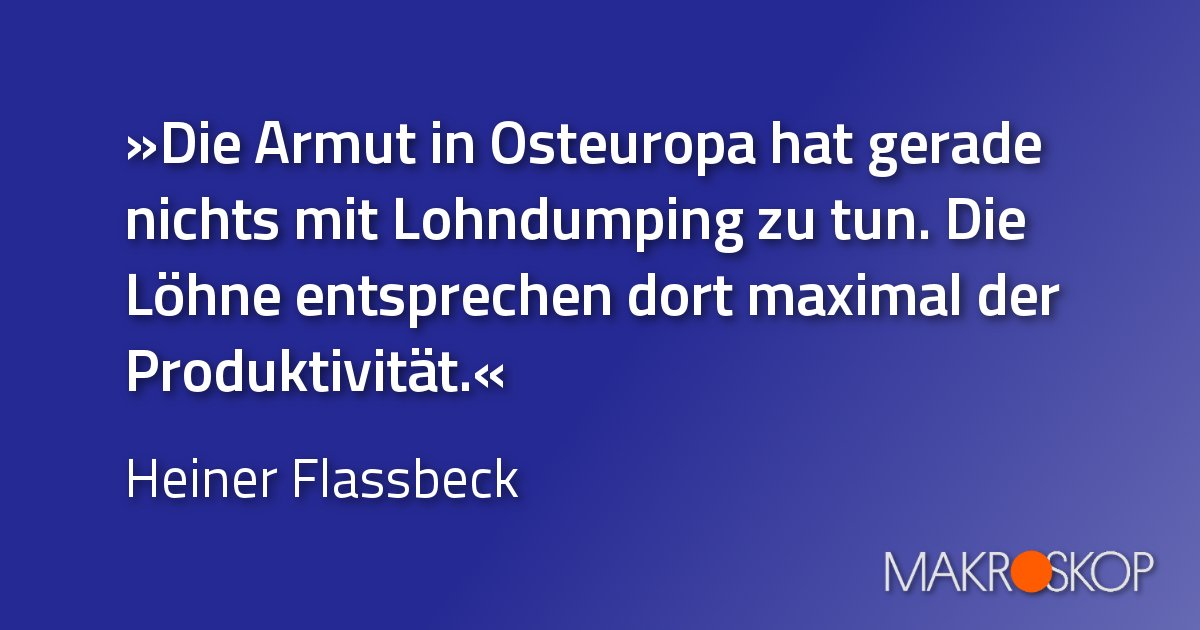 »Die Armut in Osteuropa hat gerade
nichts mit Lohndumping zu tun. Die
Löhne entsprechen dort maximal der
Produktivität.«
Heiner Flassbeck
MAKROSKOP